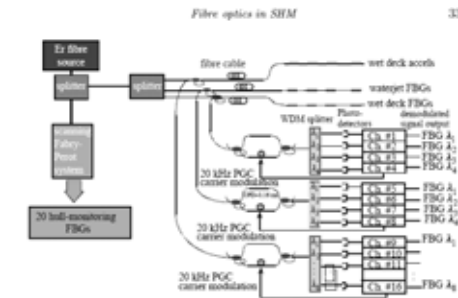 Fibre optics in SHM
Er fibre
source
splitter
splitter
scanning
Fabry-
Perot
system
20 hull-monitoring
FBGs
fibre cable
wet deck accels
waterjet FBGs
wet deck FBGs
WDM splitter
Photo-
detectors
demodulated
signal output
Ch. #1
Ch. #2
Ch. #3
Ch. #4
FBG λ1
FBG λ2
FBG λ3
FBG λ4
20 kHz PGC
carrier modulation
Ch. #5
Ch. #6
Ch. #7
Ch. #8
FBG λ1
FBG λ2
FBG λ3
FBG λ4
20 kHz PGC
carrier modulation
Ch. #9
Ch. #10
Ch. #11
Ch. #16
FBG λ1
FBG λ8
20 kHz PGC
carrier modulation